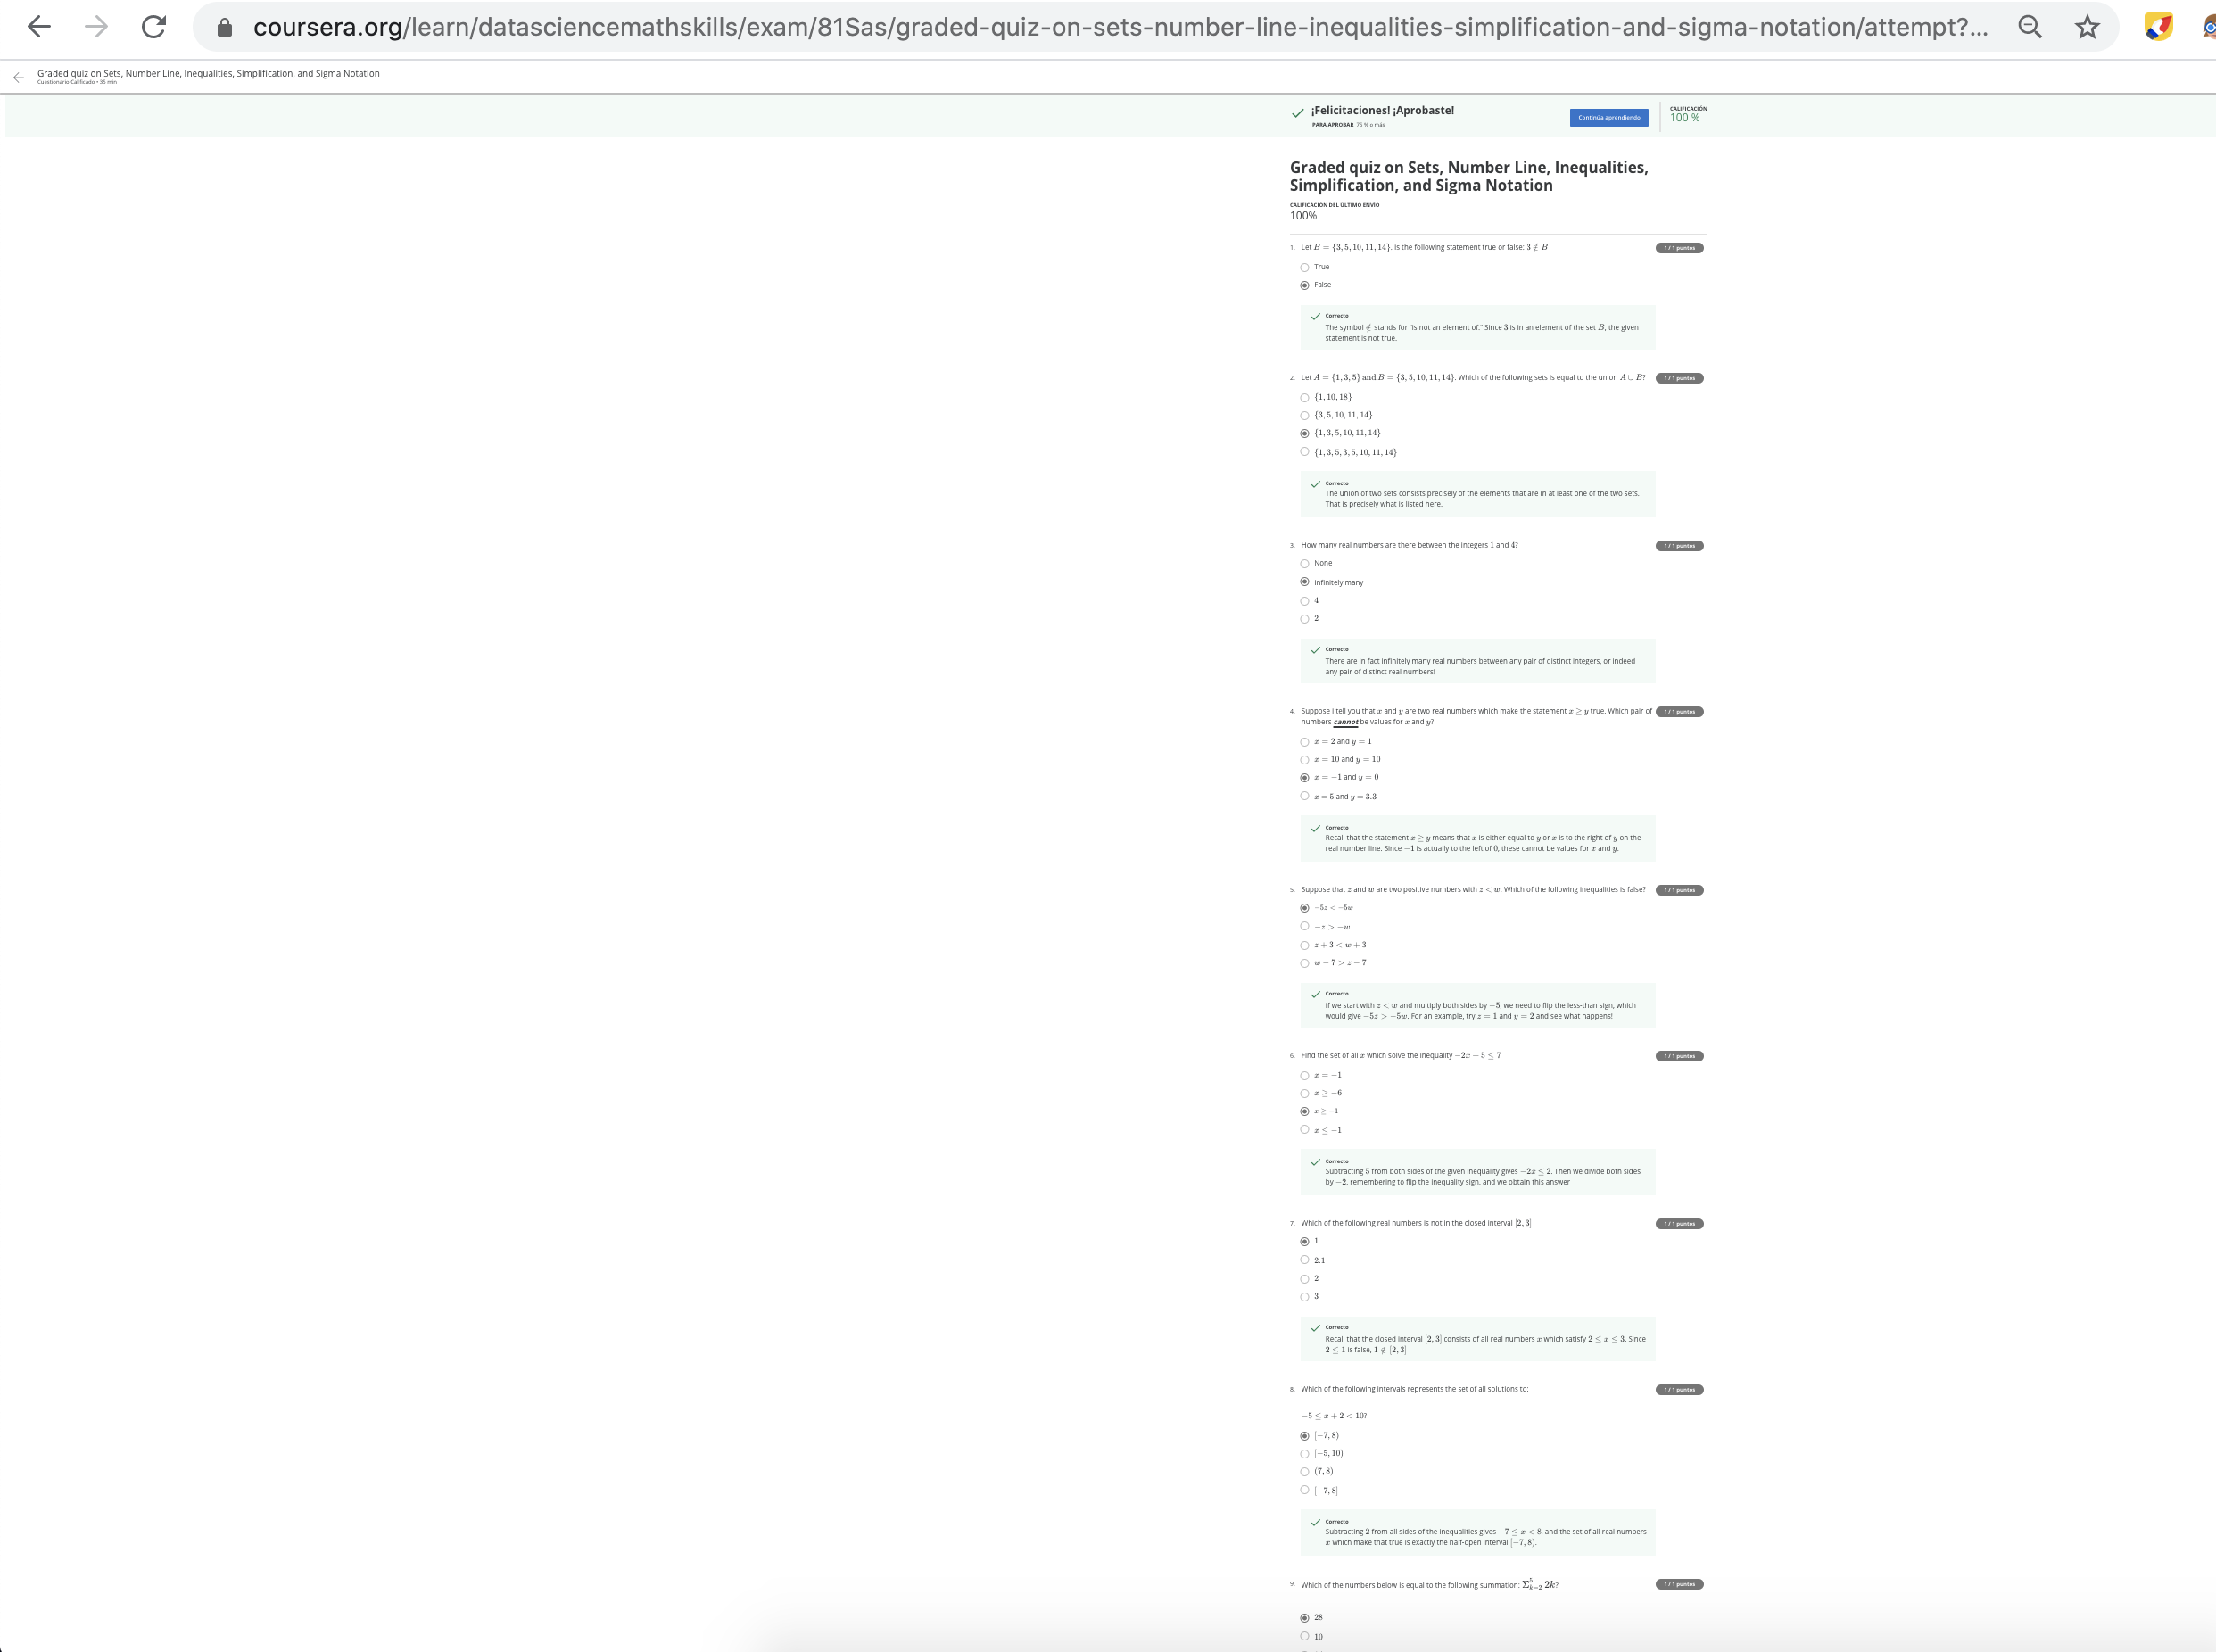 coursera.org/learn/datasciencemathskills/exam/81Sas/graded-quiz-on-sets-number-line-inequalities-simplification-and-sigma-notation/attempt?...
Graded quiz on Sets, Number Line, Inequalities, Simplification, and Sigma Notation
Cuestionario Calificado • 35 min
¡Felicitaciones! ¡Aprobaste!
PARA APROBAR 75 % o más
Continúa aprendiendo
CALIFICACIÓN
100 %
Graded quiz on Sets, Number Line, Inequalities,
Simplification, and Sigma Notation
CALIFICACIÓN DEL ÚLTIMO ENVÍO
100%
1. Let B = {3, 5, 10, 11, 14}. Is the following statement true or false: 3 ∉ B
1 / 1 puntos
True
False
Correcto
The symbol ∉ stands for "is not an element of." Since 3 is in an element of the set B, the given
statement is not true.
2. Let A = {1, 3, 5} and B = {3, 5, 10, 11, 14}. Which of the following sets is equal to the union A ∪ B?
1 / 1 puntos
{1, 10, 18}
{3, 5, 10, 11, 14}
{1, 3, 5, 10, 11, 14}
{1, 3, 5, 3, 5, 10, 11, 14}
Correcto
The union of two sets consists precisely of the elements that are in at least one of the two sets.
That is precisely what is listed here.
3. How many real numbers are there between the integers 1 and 4?
1 / 1 puntos
None
Infinitely many
4
2
Correcto
There are in fact infinitely many real numbers between any pair of distinct integers, or indeed
any pair of distinct real numbers!
4. Suppose I tell you that x and y are two real numbers which make the statement x ≥ y true. Which pair of
numbers cannot be values for x and y?
1 / 1 puntos
x = 2 and y = 1
x = 10 and y = 10
x = −1 and y = 0
x = 5 and y = 3.3
Correcto
Recall that the statement x ≥ y means that x is either equal to y or x is to the right of y on the
real number line. Since −1 is actually to the left of 0, these cannot be values for x and y.
5. Suppose that z and w are two positive numbers with z < w. Which of the following inequalities is false?
1 / 1 puntos
−5z < −5w
−z > −w
z + 3 < w + 3
w − 7 > z − 7
Correcto
If we start with z < w and multiply both sides by −5, we need to flip the less-than sign, which
would give −5z > −5w. For an example, try z = 1 and y = 2 and see what happens!
6. Find the set of all x which solve the inequality −2x + 5 ≤ 7
1 / 1 puntos
x = −1
x ≥ −6
x ≥ −1
x ≤ −1
Correcto
Subtracting 5 from both sides of the given inequality gives −2x ≤ 2. Then we divide both sides
by −2, remembering to flip the inequality sign, and we obtain this answer
7. Which of the following real numbers is not in the closed interval [2, 3]
1 / 1 puntos
1
2.1
2
3
Correcto
Recall that the closed interval [2, 3] consists of all real numbers x which satisfy 2 ≤ x ≤ 3. Since
2 ≤ 1 is false, 1 ∉ [2, 3]
8. Which of the following intervals represents the set of all solutions to:
1 / 1 puntos
−5 ≤ x + 2 < 10?
[−7, 8)
[−5, 10)
(7, 8)
[−7, 8]
Correcto
Subtracting 2 from all sides of the inequalities gives −7 ≤ x < 8, and the set of all real numbers
x which make that true is exactly the half-open interval [−7, 8).
9. Which of the numbers below is equal to the following summation: Σ⁵ₖ₌₂ 2k?
1 / 1 puntos
28
10